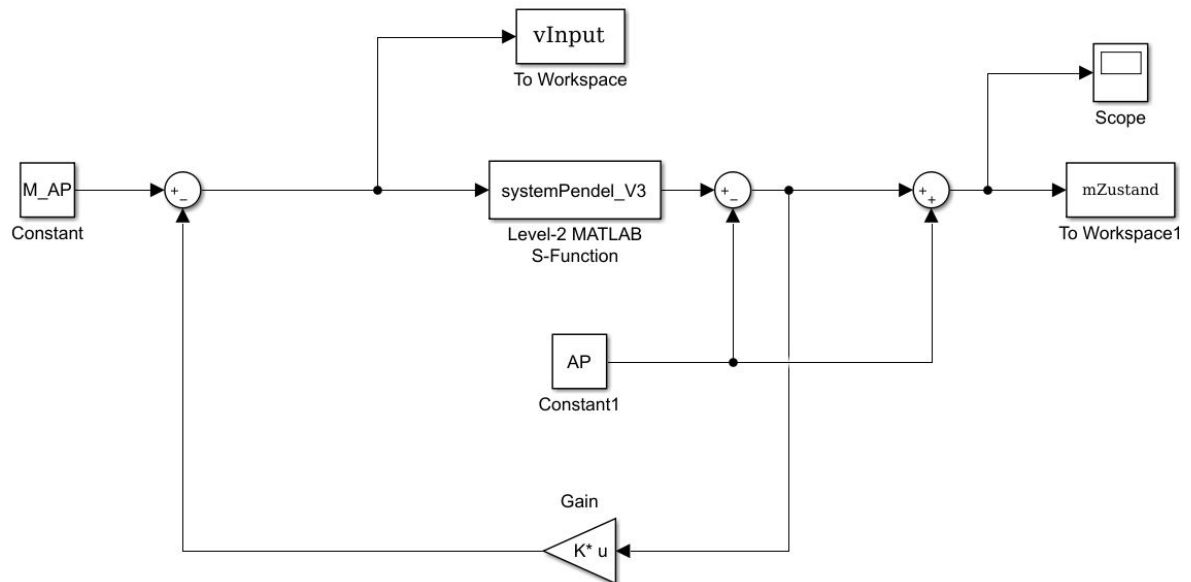 vInput
To Workspace
Scope
M_AP
+
−
systemPendel_V3
+
−
+
+
mZustand
Constant
Level-2 MATLAB
S-Function
To Workspace1
AP
Constant1
Gain
K* u